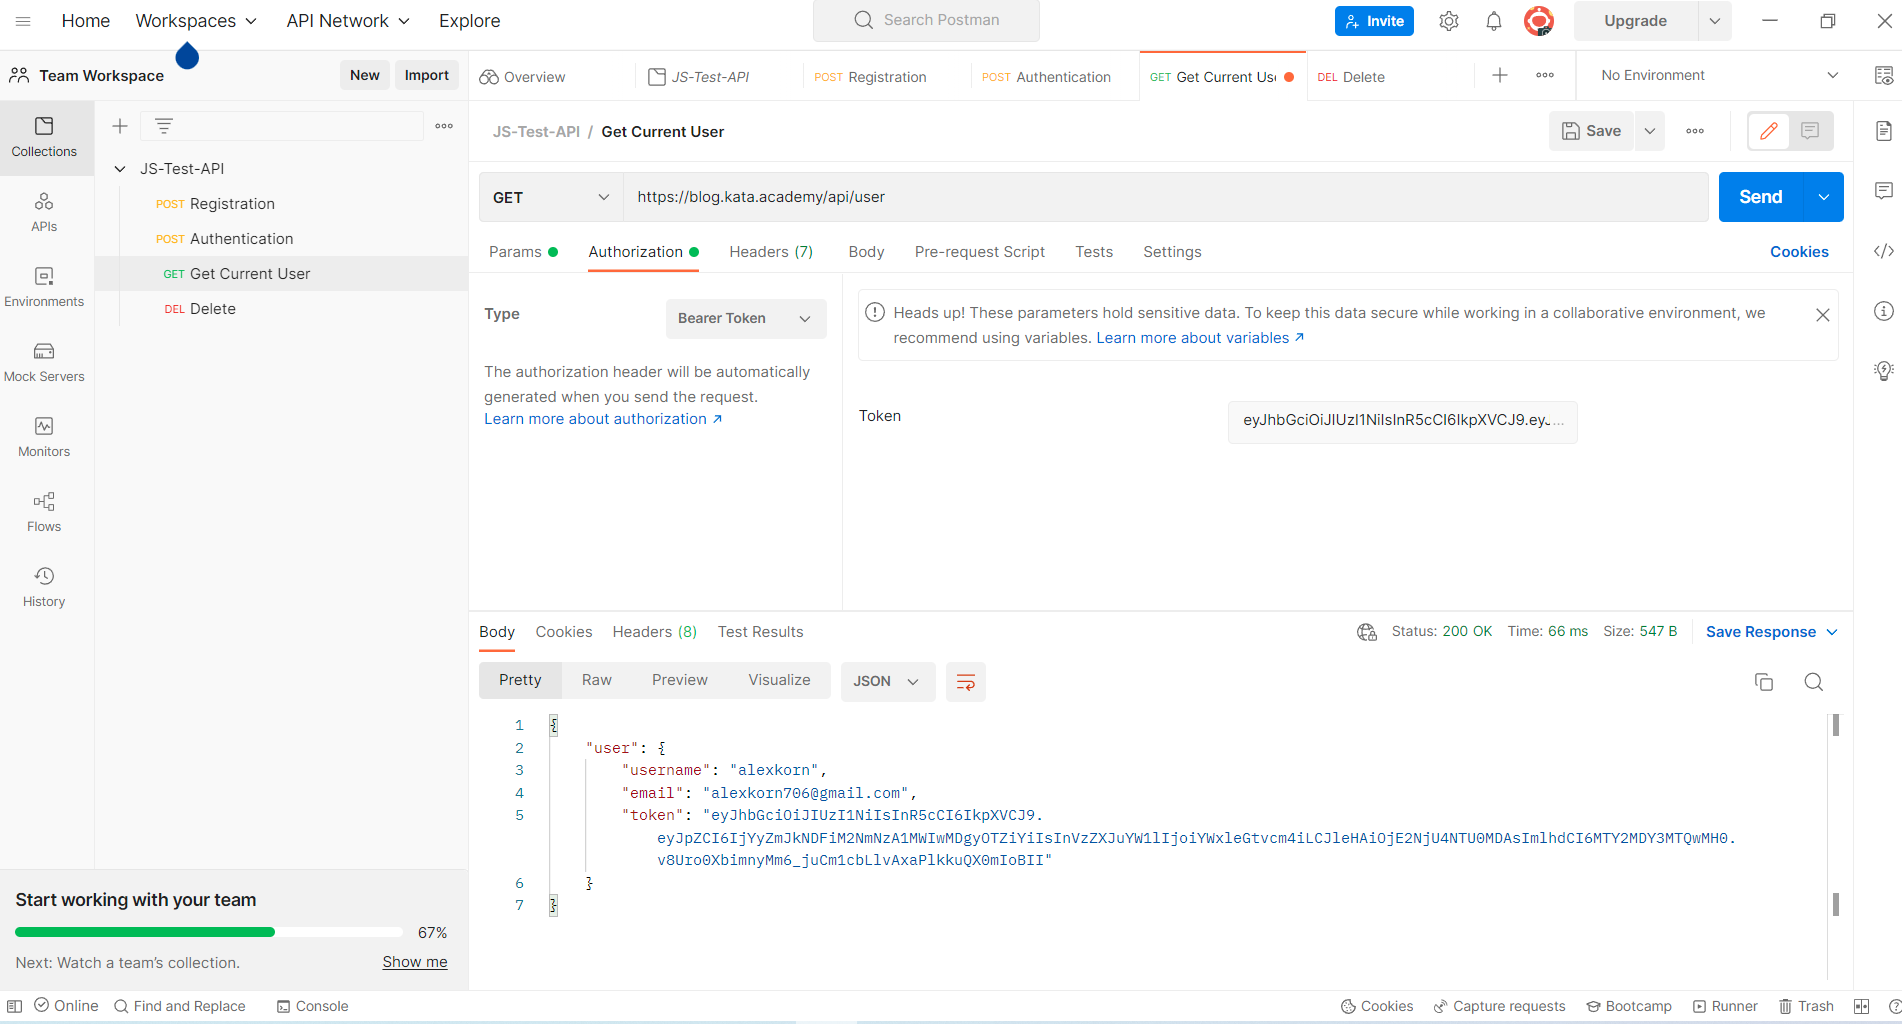 Home Workspaces API Network Explore Search Postman Invite Upgrade
Team Workspace New Import Overview JS-Test-API POST Registration POST Authentication GET Get Current Us DEL Delete No Environment
JS-Test-API / Get Current User Save
Collections
JS-Test-API
POST Registration
POST Authentication
GET Get Current User
DEL Delete
APIs
Environments
Mock Servers
Monitors
Flows
History
GET https://blog.kata.academy/api/user Send
Params Authorization Headers (7) Body Pre-request Script Tests Settings Cookies
Type Bearer Token
The authorization header will be automatically
generated when you send the request.
Learn more about authorization ↗
Heads up! These parameters hold sensitive data. To keep this data secure while working in a collaborative environment, we
recommend using variables. Learn more about variables ↗
Token eyJhbGciOiJIUzI1NiIsInR5cCI6IkpXVCJ9.eyJ...
Body Cookies Headers (8) Test Results Status: 200 OK Time: 66 ms Size: 547 B Save Response
Pretty Raw Preview Visualize JSON
1 {
2 "user": {
3 "username": "alexkorn",
4 "email": "alexkorn706@gmail.com",
5 "token": "eyJhbGciOiJIUzI1NiIsInR5cCI6IkpXVCJ9.
eyJpZCI6IjYyZmJkNDFiM2NmNzA1MWIwMDgyOTZiYiIsInVzZXJuYW1lIjoiYWxleGtvcm4iLCJleHAiOjE2NjU4NTU0MDAsImlhdCI6MTY2MDY3MTQwMH0.
v8Uro0XbimnyMm6_juCm1cbLlvAxaPlkkuQX0mIoBII"
6 }
7 }
Start working with your team
67%
Next: Watch a team's collection. Show me
Online Find and Replace Console Cookies Capture requests Bootcamp Runner Trash